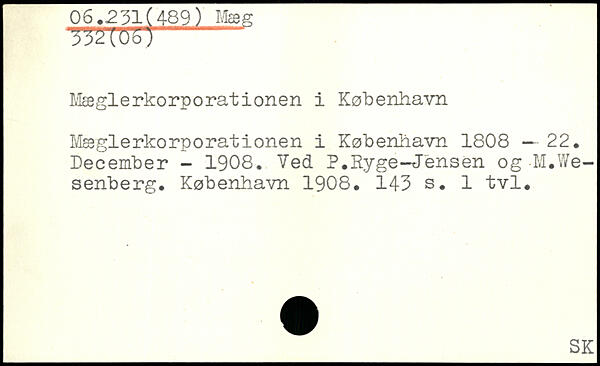 06.231(489) Mæg
332(06)
Mæglerkorporationen i København
Mæglerkorporationen i København 1808 - 22.
December - 1908. Ved P.Ryge-Jensen og M.We-
senberg. København 1908. 143 s. 1 tvl.
SK